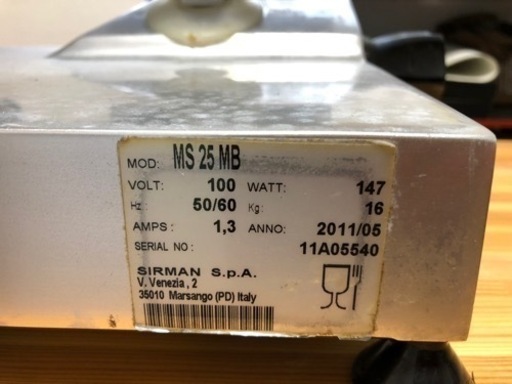 MOD: MS 25 MB
VOLT: 100 WATT: 147
Hz: 50/60 Kg: 16
AMPS: 1,3 ANNO: 2011/05
SERIAL NO: 11A05540
SIRMAN S.p.A.
V. Venezia, 2
35010 Marsango (PD) Italy